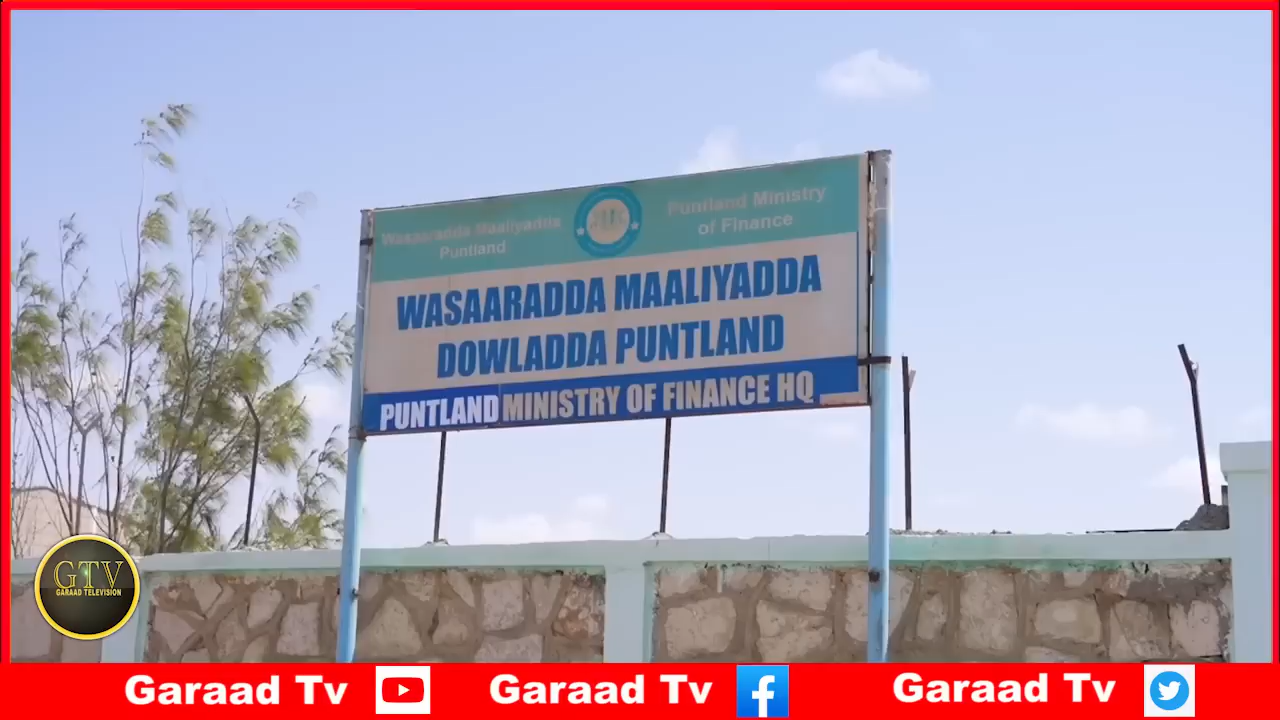 Wasaaradda Maaliyadda
Puntland
Puntland Ministry
of Finance
WASAARADDA MAALIYADDA
DOWLADDA PUNTLAND
PUNTLAND MINISTRY OF FINANCE HQ
GTV
GARAAD TELEVISION
Garaad Tv
Garaad Tv
Garaad Tv